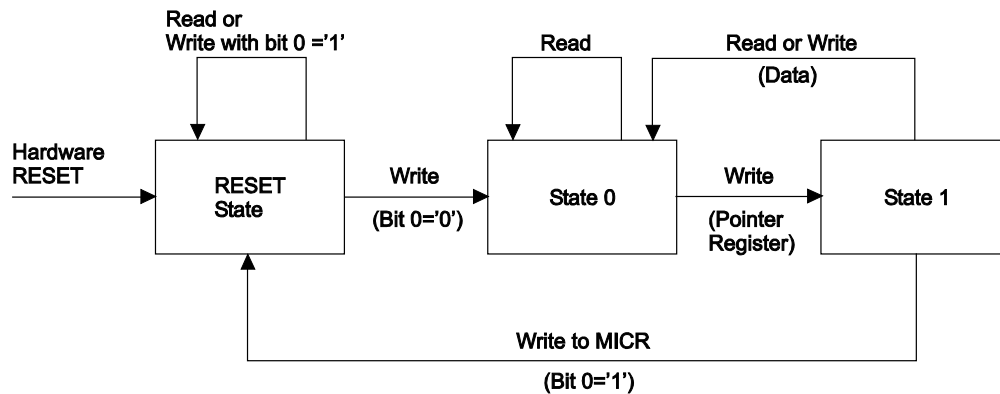 Read or
Write with bit 0 ='1'
Read
Read or Write
(Data)
Hardware
RESET
RESET
State
Write
(Bit 0='0')
State 0
Write
(Pointer
Register)
State 1
Write to MICR
(Bit 0='1')